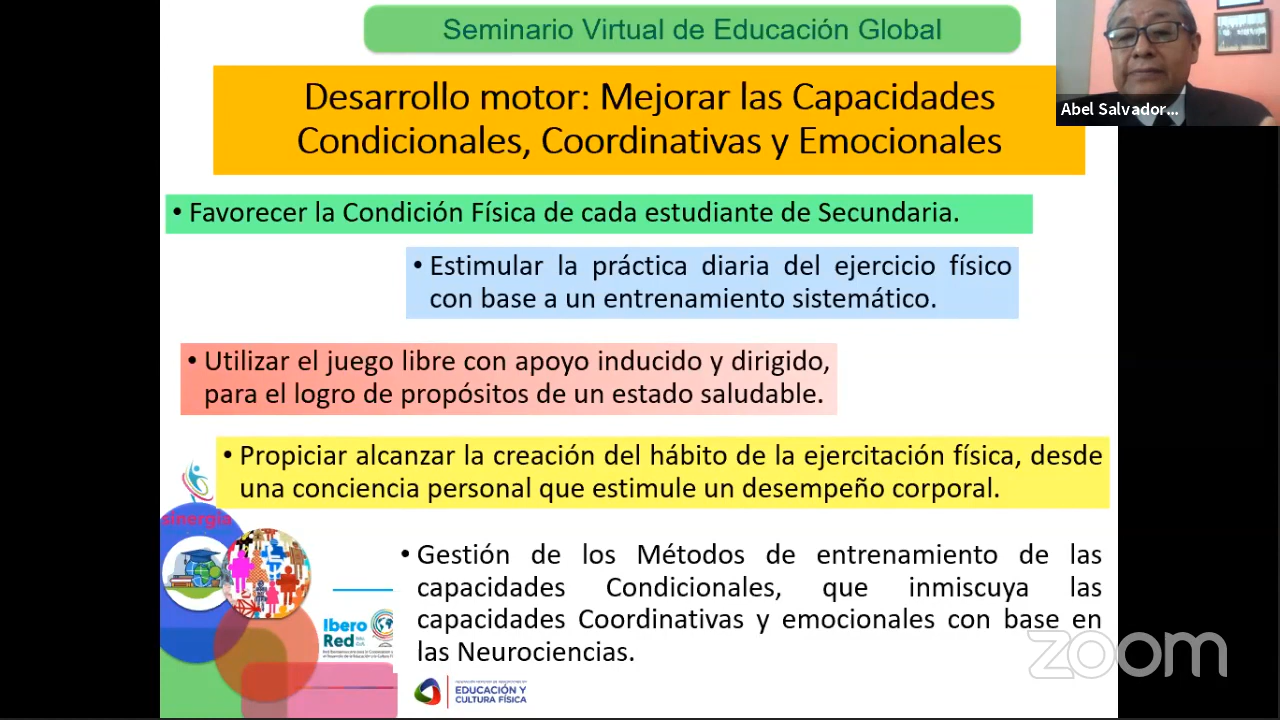 Seminario Virtual de Educación Global
Desarrollo motor: Mejorar las Capacidades
Condicionales, Coordinativas y Emocionales
Abel Salvador...
• Favorecer la Condición Física de cada estudiante de Secundaria.
• Estimular la práctica diaria del ejercicio físico
con base a un entrenamiento sistemático.
• Utilizar el juego libre con apoyo inducido y dirigido,
para el logro de propósitos de un estado saludable.
• Propiciar alcanzar la creación del hábito de la ejercitación física, desde
una conciencia personal que estimule un desempeño corporal.
sinergia
• Gestión de los Métodos de entrenamiento de las
capacidades Condicionales, que inmiscuya las
capacidades Coordinativas y emocionales con base en
las Neurociencias.
Ibero
Red
EDUCACIÓN Y
CULTURA FÍSICA
zoom